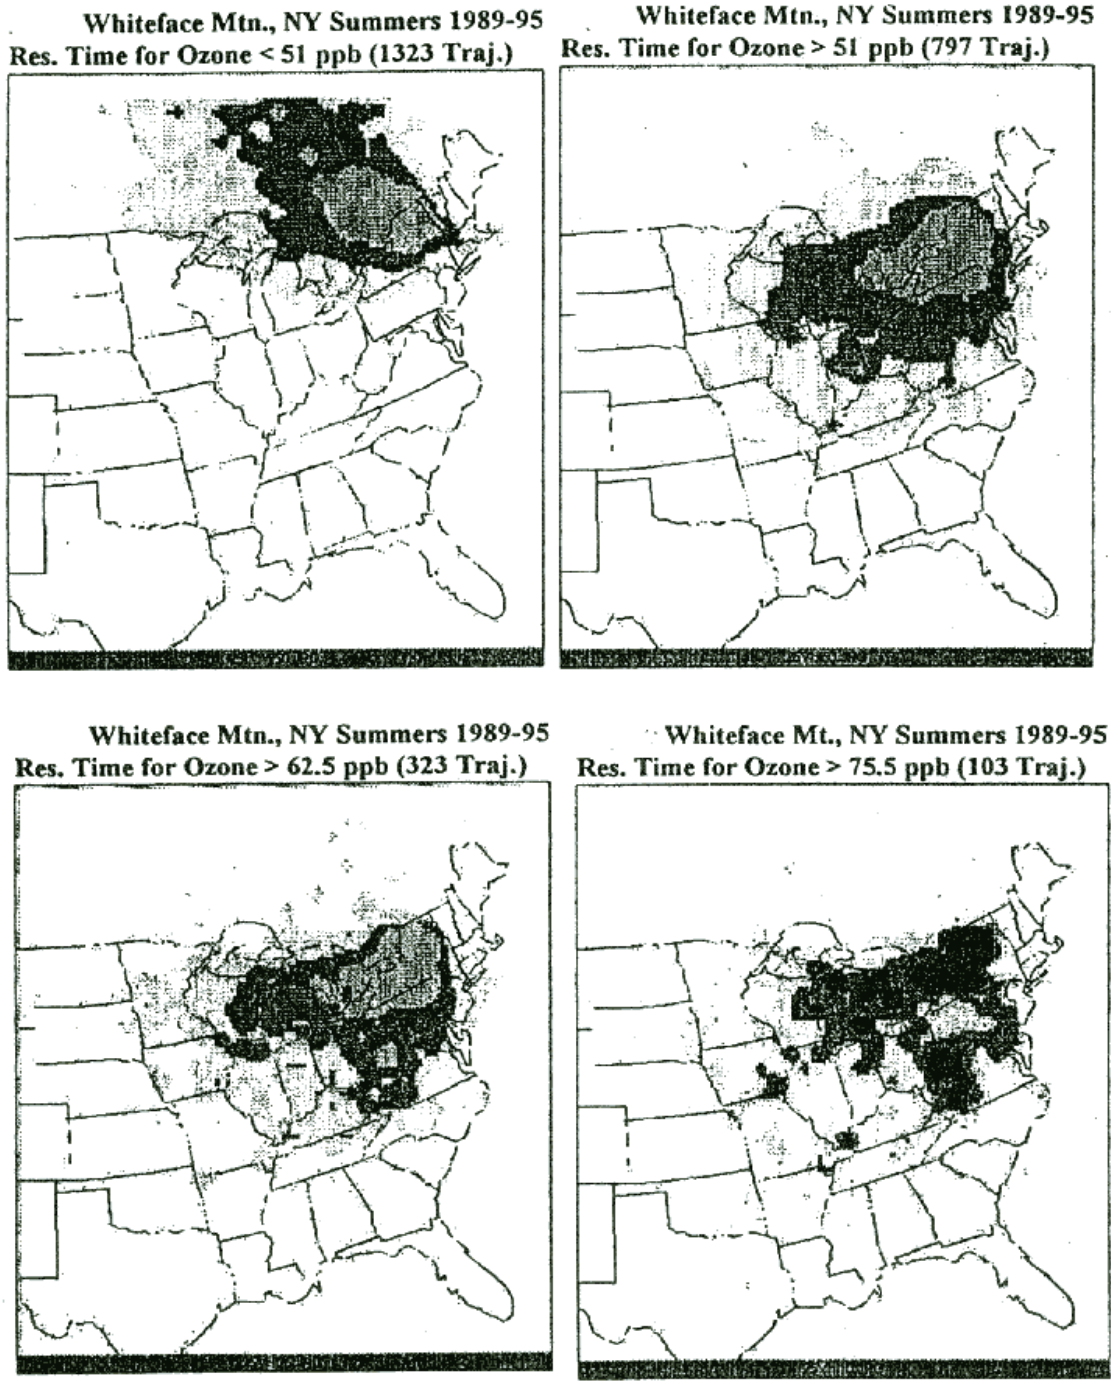 Whiteface Mtn., NY Summers 1989-95
Res. Time for Ozone < 51 ppb (1323 Traj.)
Whiteface Mtn., NY Summers 1989-95
Res. Time for Ozone > 51 ppb (797 Traj.)
Whiteface Mtn., NY Summers 1989-95
Res. Time for Ozone > 62.5 ppb (323 Traj.)
Whiteface Mt., NY Summers 1989-95
Res. Time for Ozone > 75.5 ppb (103 Traj.)